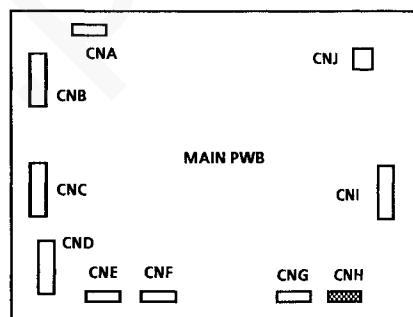 CNA
CNJ
CNB
MAIN PWB
CNC
CNI
CND
CNE CNF CNG CNH